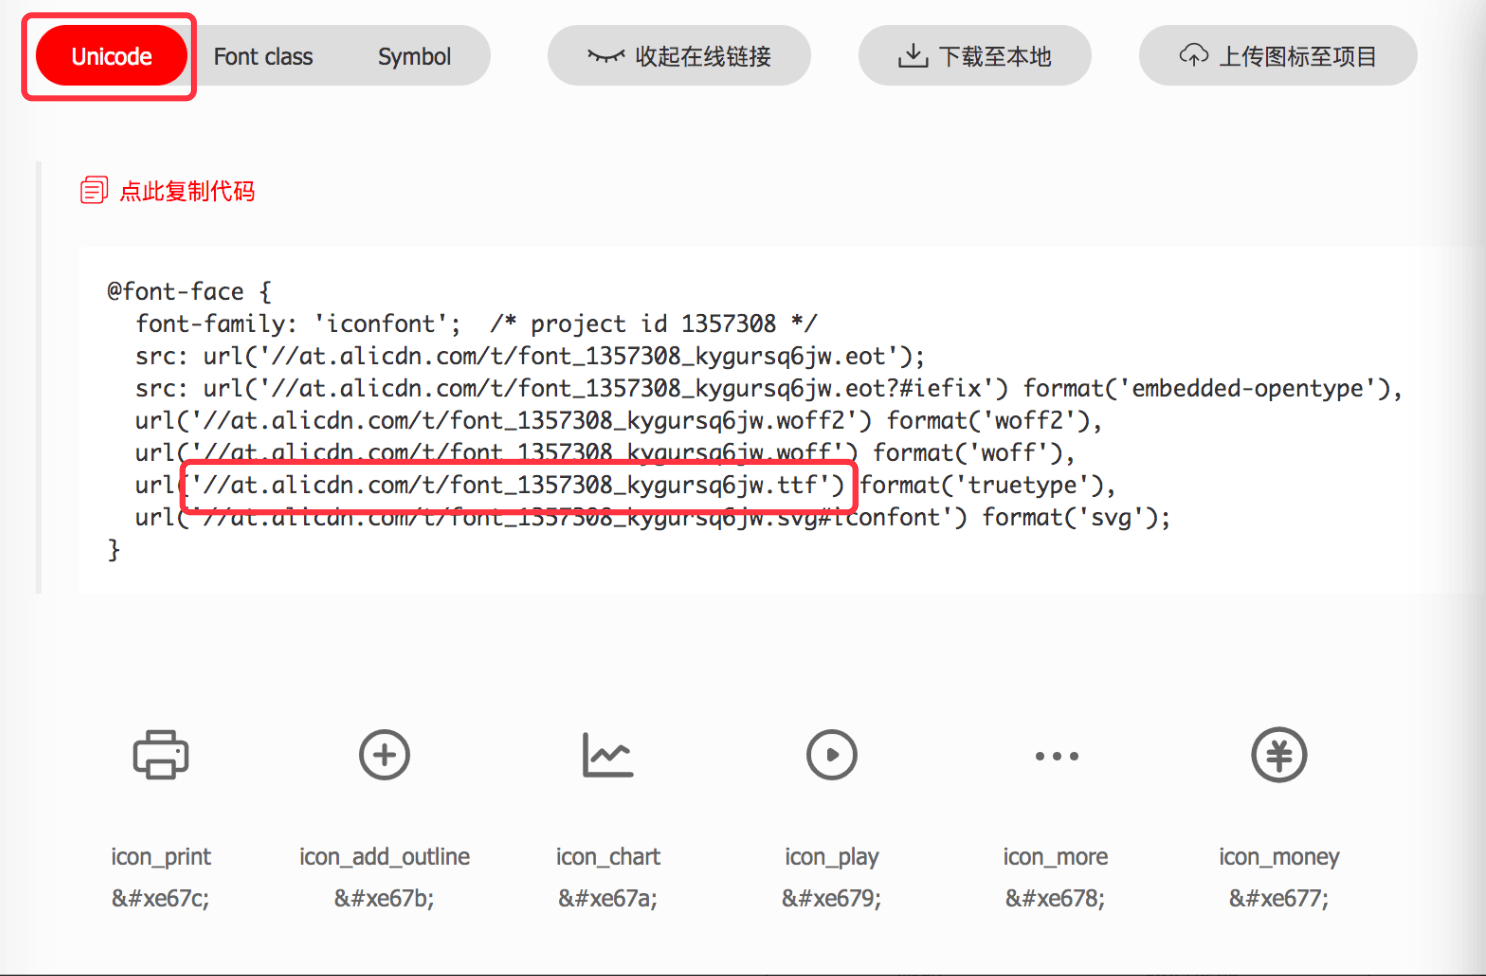 Unicode Font class Symbol 收起在线链接 下载至本地 上传图标至项目
点此复制代码
@font-face {
  font-family: 'iconfont';  /* project id 1357308 */
  src: url('//at.alicdn.com/t/font_1357308_kygursq6jw.eot');
  src: url('//at.alicdn.com/t/font_1357308_kygursq6jw.eot?#iefix') format('embedded-opentype'),
  url('//at.alicdn.com/t/font_1357308_kygursq6jw.woff2') format('woff2'),
  url('//at.alicdn.com/t/font_1357308_kygursq6jw.woff') format('woff'),
  url('//at.alicdn.com/t/font_1357308_kygursq6jw.ttf') format('truetype'),
  url('//at.alicdn.com/t/font_1357308_kygursq6jw.svg#iconfont') format('svg');
}
icon_print icon_add_outline icon_chart icon_play icon_more icon_money
&#xe67c; &#xe67b; &#xe67a; &#xe679; &#xe678; &#xe677;